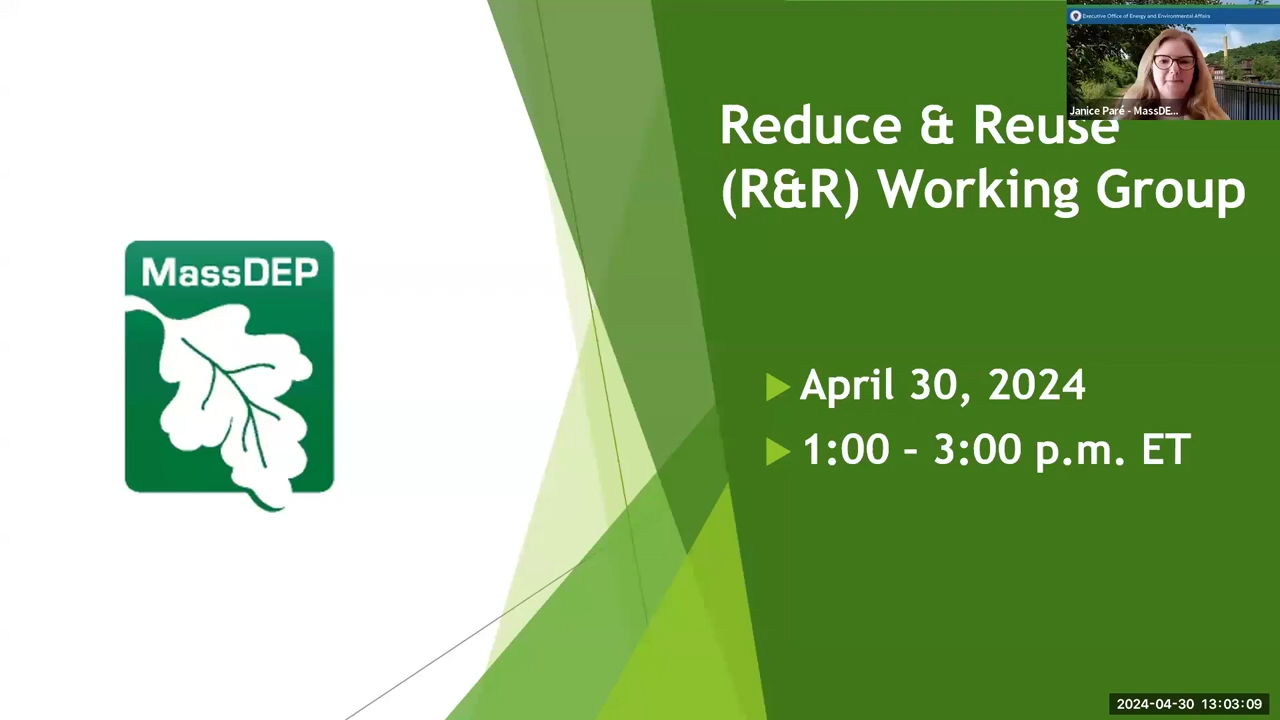 Executive Office of Energy and Environmental Affairs
Janice Paré - MassDE...
Reduce & Reuse
(R&R) Working Group
MassDEP
April 30, 2024
1:00 – 3:00 p.m. ET
2024-04-30 13:03:09